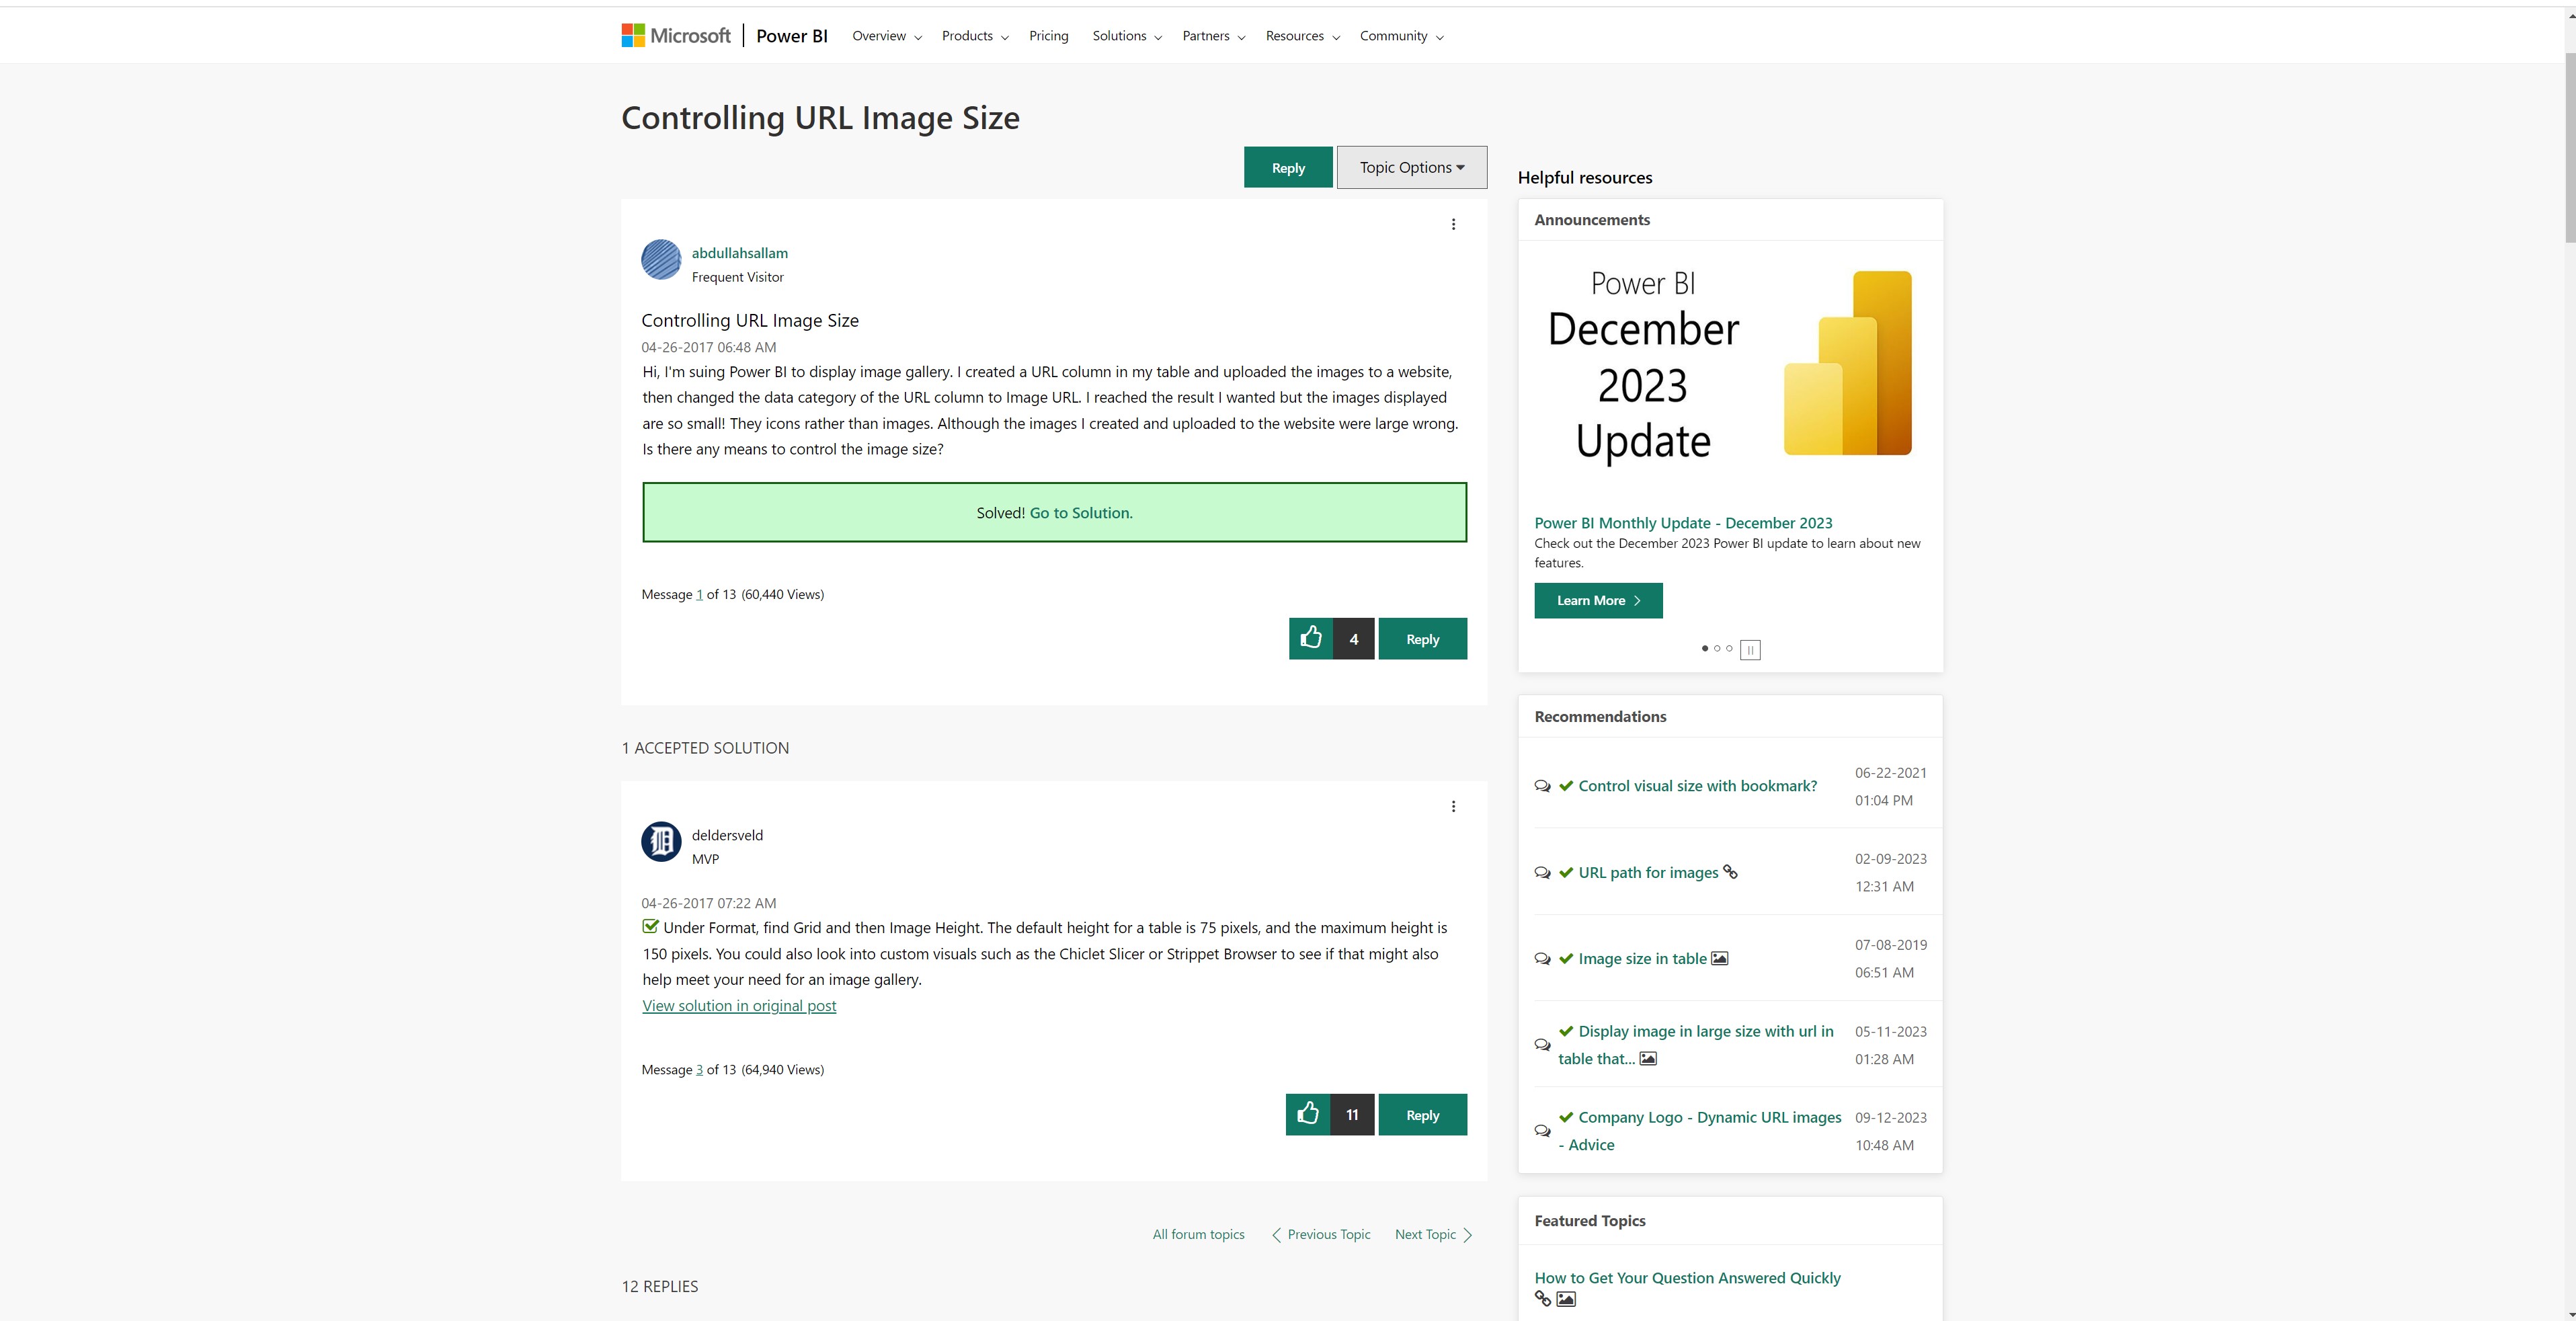 Microsoft | Power BI Overview Products Pricing Solutions Partners Resources Community
Controlling URL Image Size
Reply Topic Options
abdullahsallam
Frequent Visitor
Controlling URL Image Size
04-26-2017 06:48 AM
Hi, I'm suing Power BI to display image gallery. I created a URL column in my table and uploaded the images to a website,
then changed the data category of the URL column to Image URL. I reached the result I wanted but the images displayed
are so small! They icons rather than images. Although the images I created and uploaded to the website were large wrong.
Is there any means to control the image size?
Solved! Go to Solution.
Message 1 of 13 (60,440 Views)
4 Reply
1 ACCEPTED SOLUTION
deldersveld
MVP
04-26-2017 07:22 AM
Under Format, find Grid and then Image Height. The default height for a table is 75 pixels, and the maximum height is
150 pixels. You could also look into custom visuals such as the Chiclet Slicer or Strippet Browser to see if that might also
help meet your need for an image gallery.
View solution in original post
Message 3 of 13 (64,940 Views)
11 Reply
All forum topics Previous Topic Next Topic
12 REPLIES
Helpful resources
Announcements
Power BI
December
2023
Update
Power BI Monthly Update - December 2023
Check out the December 2023 Power BI update to learn about new
features.
Learn More
Recommendations
Control visual size with bookmark? 06-22-2021
01:04 PM
URL path for images 02-09-2023
12:31 AM
Image size in table 07-08-2019
06:51 AM
Display image in large size with url in 05-11-2023
table that... 01:28 AM
Company Logo - Dynamic URL images 09-12-2023
- Advice 10:48 AM
Featured Topics
How to Get Your Question Answered Quickly